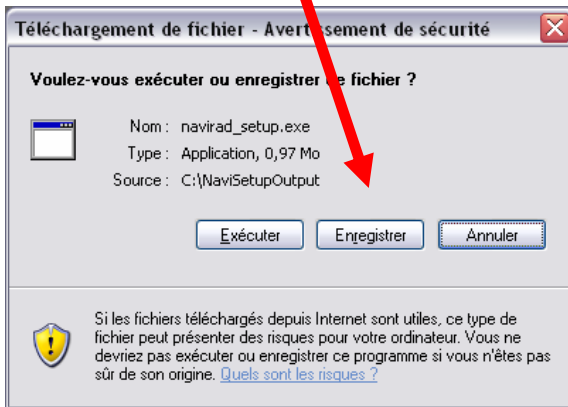 Téléchargement de fichier - Avertissement de sécurité
Voulez-vous exécuter ou enregistrer ce fichier ?
Nom : navirad_setup.exe
Type : Application, 0,97 Mo
Source : C:\NaviSetupOutput
Exécuter Enregistrer Annuler
Si les fichiers téléchargés depuis Internet sont utiles, ce type de
fichier peut présenter des risques pour votre ordinateur. Vous ne
devriez pas exécuter ou enregistrer ce programme si vous n'êtes pas
sûr de son origine. Quels sont les risques ?